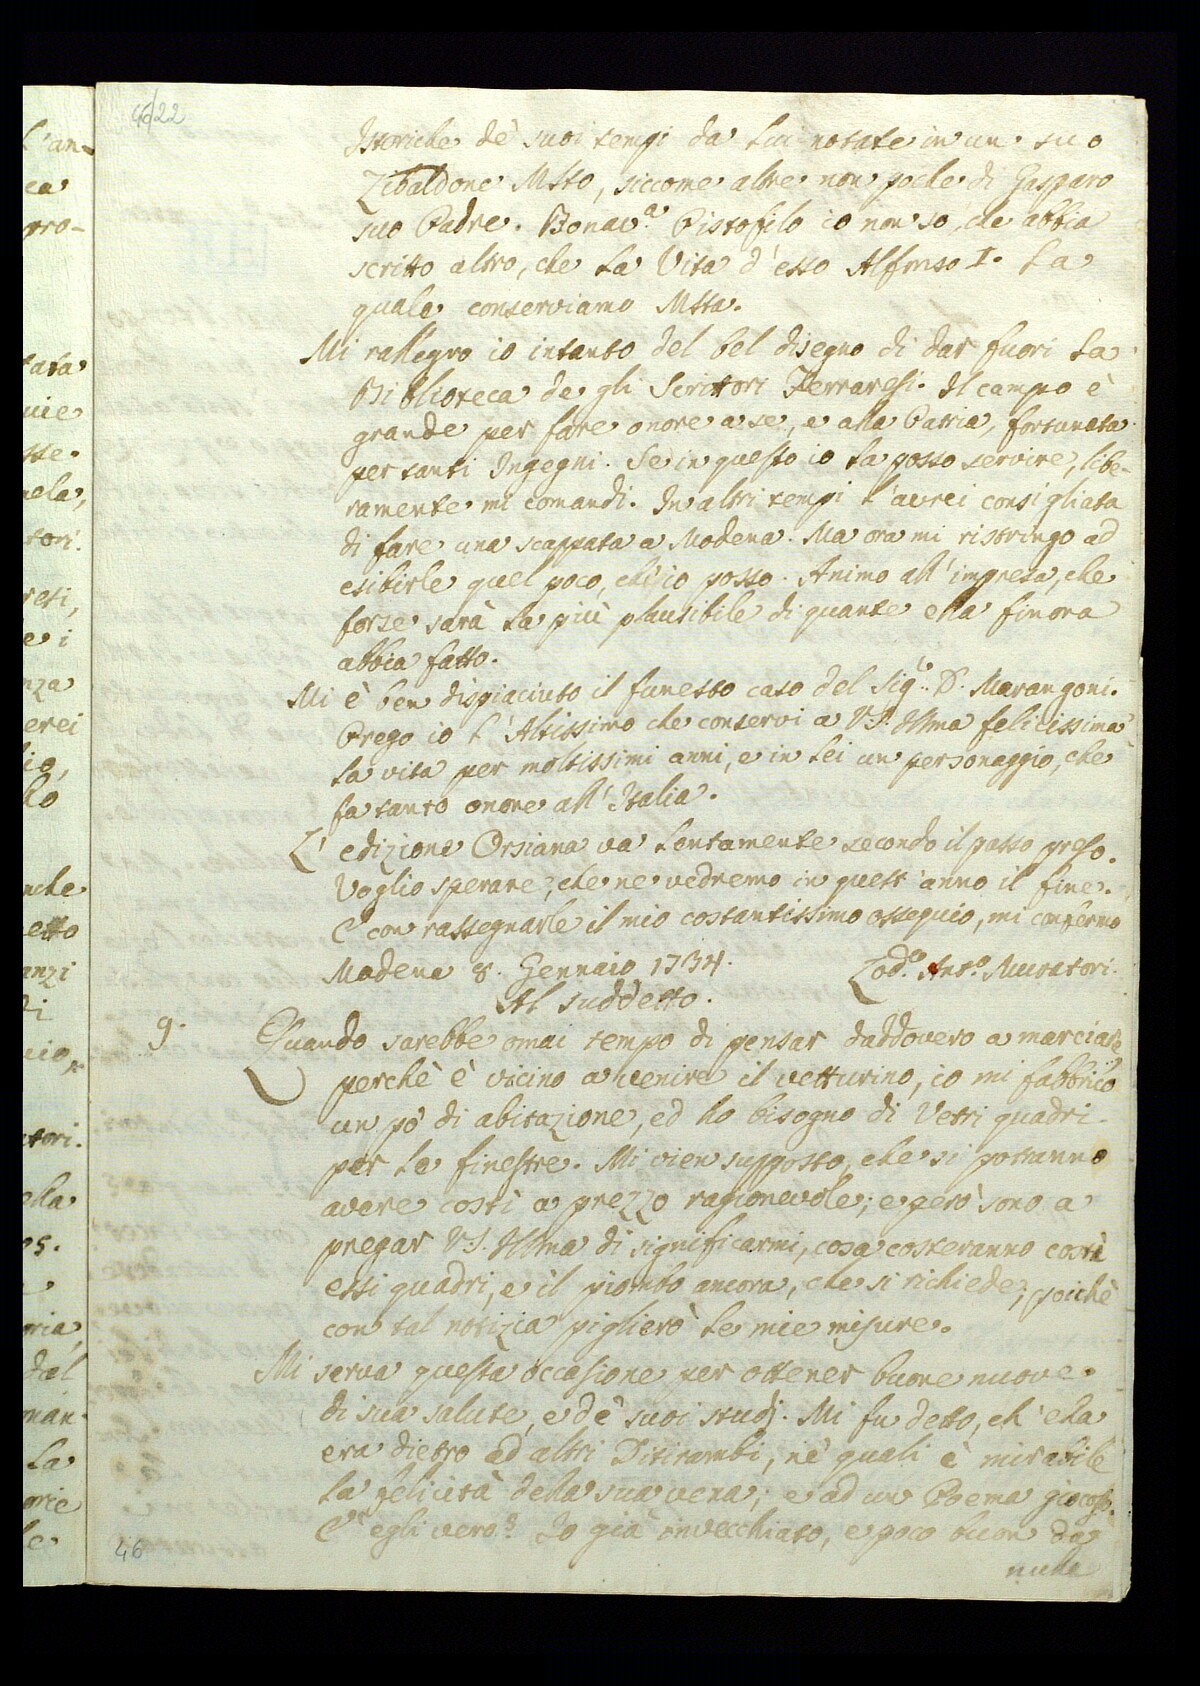 46/22
Istoriche de' suoi tempi da lui notate in un suo
Zibaldone Msto, siccome altre non poche di Gasparo
suo Padre. Bonav.ª Pistofilo io non so, che abbia
scritto altro, che la Vita d'esso Alfonso I. la
quale conserviamo Msta.
Mi rallegro io intanto del bel disegno di dar fuori la
Biblioteca de gli Scrittori Ferraresi. Il campo è
grande per fare onore a se, e alla Patria, fortunata
per tanti Ingegni. Se in questo io la posso servire, libe-
ramente mi comandi. In altri tempi l'avrei consigliata
di fare una scappata a Modena. Ma ora mi ristringo ad
esibirle quel poco, ch'io posso. Animo all'impresa, che
forse sarà la più plausibile di quante ella finora
abbia fatto.
Mi è ben dispiaciuto il funesto caso del Sig.r D. Marangoni.
Prego io l'Altissimo che conservi a V.S. Illma felicissima
la vita per moltissimi anni, e in lei un personaggio, che
fa tanto onore all'Italia.
L'edizione Orsiana va lentamente secondo il passo preso.
Voglio sperare, che ne vedremo in quest'anno il fine.
E con rassegnarle il mio costantissimo ossequio, mi confermo
Modena 8. Gennaio 1734. Lod.º Ant.º Muratori.
Al suddetto.
9. Quando sarebbe omai tempo di pensar daddovero a marciare
perchè è vicino a venire il vetturino, io mi fabbrico
un pò di abitazione, ed ho bisogno di Vetri quadri
per le finestre. Mi vien supposto, che si potranno
avere costì a prezzo ragionevole; e però sono a
pregar V.S. Illma di significarmi, cosa costeranno costì
essi quadri, e il piombo ancora, che si richiede; poichè
con tal notizia piglierò le mie misure.
Mi serva questa occasione per ottener buone nuove
di sua salute, e de' suoi studj. Mi fu detto, ch'ella
era dietro ad altri Ditirambi, ne' quali è mirabile
la felicità della sua vena; e ad un Poema giocoso.
E' egli vero? Io già invecchiato, e poco buon da
nulla
46